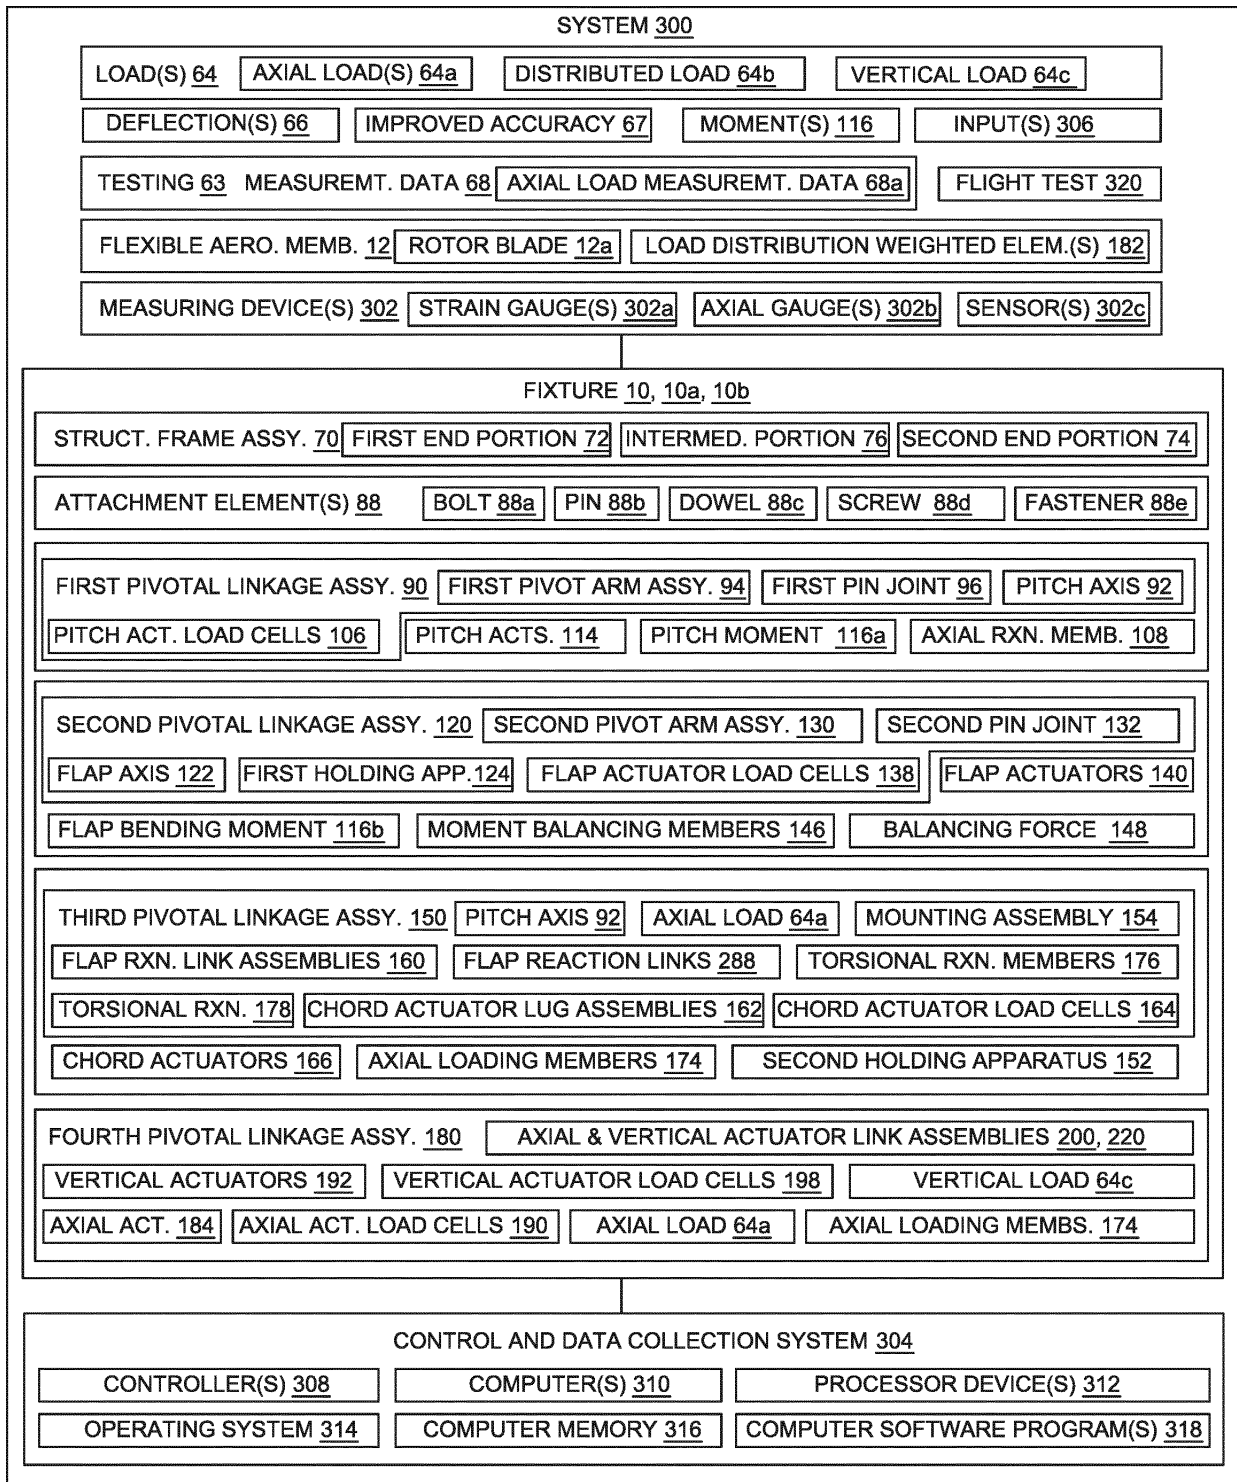 SYSTEM 300
LOAD(S) 64 AXIAL LOAD(S) 64a DISTRIBUTED LOAD 64b VERTICAL LOAD 64c
DEFLECTION(S) 66 IMPROVED ACCURACY 67 MOMENT(S) 116 INPUT(S) 306
TESTING 63 MEASUREMT. DATA 68 AXIAL LOAD MEASUREMT. DATA 68a FLIGHT TEST 320
FLEXIBLE AERO. MEMB. 12 ROTOR BLADE 12a LOAD DISTRIBUTION WEIGHTED ELEM.(S) 182
MEASURING DEVICE(S) 302 STRAIN GAUGE(S) 302a AXIAL GAUGE(S) 302b SENSOR(S) 302c
FIXTURE 10, 10a, 10b
STRUCT. FRAME ASSY. 70 FIRST END PORTION 72 INTERMED. PORTION 76 SECOND END PORTION 74
ATTACHMENT ELEMENT(S) 88 BOLT 88a PIN 88b DOWEL 88c SCREW 88d FASTENER 88e
FIRST PIVOTAL LINKAGE ASSY. 90 FIRST PIVOT ARM ASSY. 94 FIRST PIN JOINT 96 PITCH AXIS 92
PITCH ACT. LOAD CELLS 106 PITCH ACTS. 114 PITCH MOMENT 116a AXIAL RXN. MEMB. 108
SECOND PIVOTAL LINKAGE ASSY. 120 SECOND PIVOT ARM ASSY. 130 SECOND PIN JOINT 132
FLAP AXIS 122 FIRST HOLDING APP.124 FLAP ACTUATOR LOAD CELLS 138 FLAP ACTUATORS 140
FLAP BENDING MOMENT 116b MOMENT BALANCING MEMBERS 146 BALANCING FORCE 148
THIRD PIVOTAL LINKAGE ASSY. 150 PITCH AXIS 92 AXIAL LOAD 64a MOUNTING ASSEMBLY 154
FLAP RXN. LINK ASSEMBLIES 160 FLAP REACTION LINKS 288 TORSIONAL RXN. MEMBERS 176
TORSIONAL RXN. 178 CHORD ACTUATOR LUG ASSEMBLIES 162 CHORD ACTUATOR LOAD CELLS 164
CHORD ACTUATORS 166 AXIAL LOADING MEMBERS 174 SECOND HOLDING APPARATUS 152
FOURTH PIVOTAL LINKAGE ASSY. 180 AXIAL & VERTICAL ACTUATOR LINK ASSEMBLIES 200, 220
VERTICAL ACTUATORS 192 VERTICAL ACTUATOR LOAD CELLS 198 VERTICAL LOAD 64c
AXIAL ACT. 184 AXIAL ACT. LOAD CELLS 190 AXIAL LOAD 64a AXIAL LOADING MEMBS. 174
CONTROL AND DATA COLLECTION SYSTEM 304
CONTROLLER(S) 308 COMPUTER(S) 310 PROCESSOR DEVICE(S) 312
OPERATING SYSTEM 314 COMPUTER MEMORY 316 COMPUTER SOFTWARE PROGRAM(S) 318